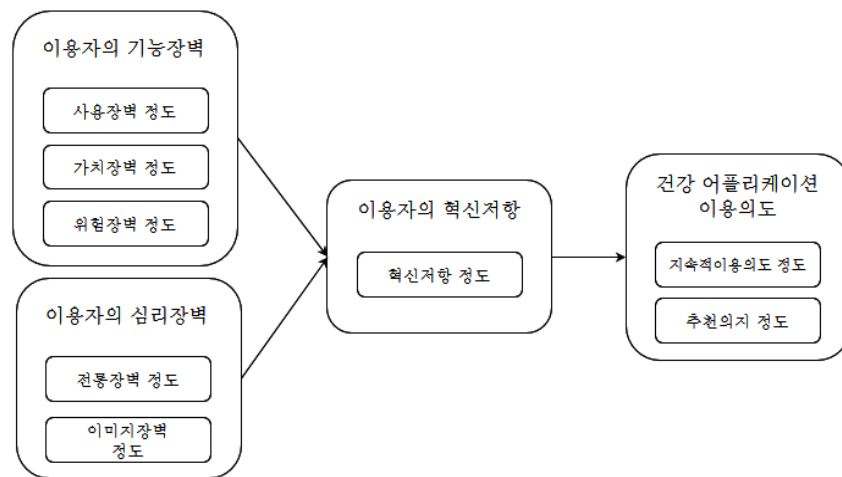 이용자의 기능장벽
사용장벽 정도
가치장벽 정도
위험장벽 정도
이용자의 심리장벽
전통장벽 정도
이미지장벽
정도
이용자의 혁신저항
혁신저항 정도
건강 어플리케이션
이용의도
지속적이용의도 정도
추천의지 정도